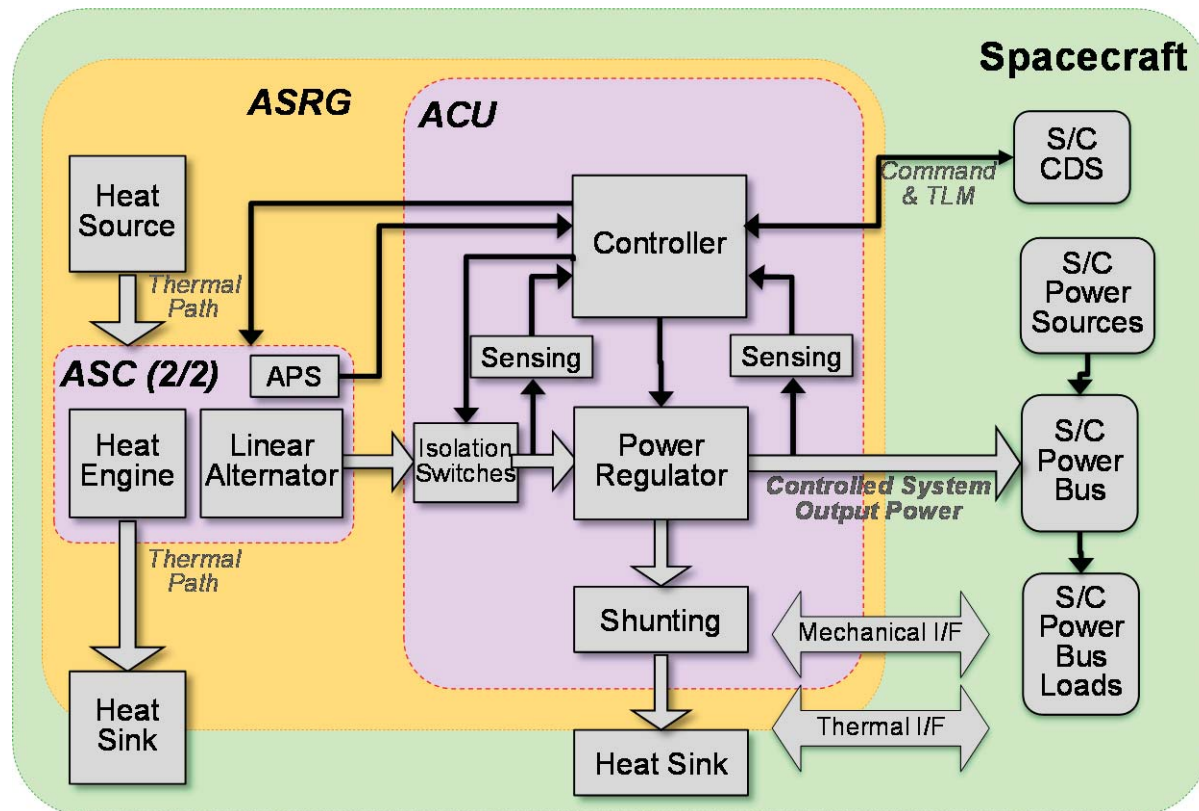 Spacecraft
ASRG
ACU
Heat
Source
Thermal
Path
ASC (2/2)
APS
Heat
Engine
Linear
Alternator
Thermal
Path
Heat
Sink
Controller
Sensing
Sensing
Isolation
Switches
Power
Regulator
Controlled System
Output Power
Shunting
Heat Sink
Command
& TLM
S/C
CDS
S/C
Power
Sources
S/C
Power
Bus
S/C
Power
Bus
Loads
Mechanical I/F
Thermal I/F